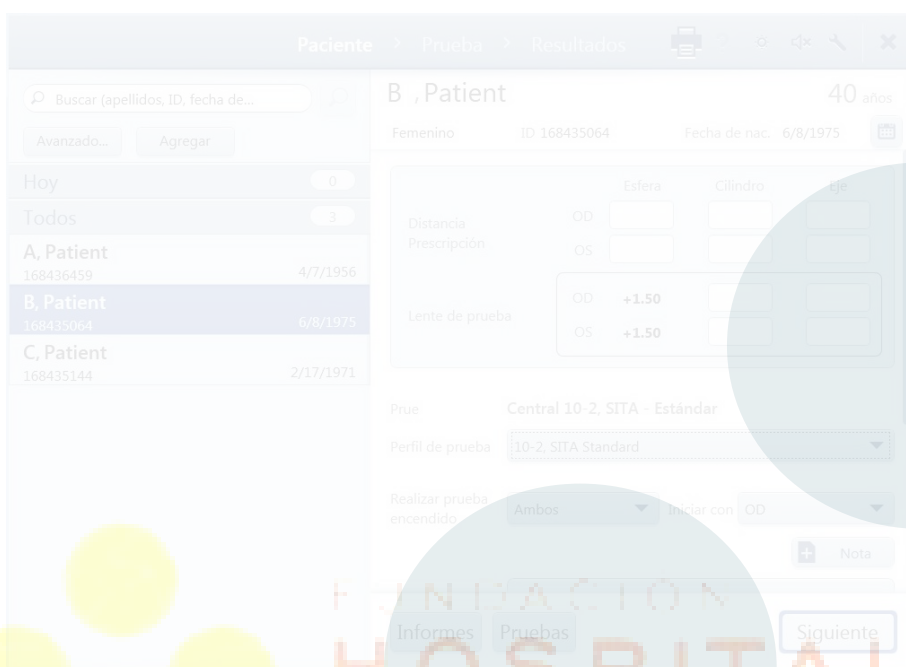 Paciente > Prueba > Resultados
Buscar (apellidos, ID, fecha de...
Avanzado... Agregar
Hoy 0
Todos 3
A, Patient
168436459 4/7/1956
B, Patient
168435064 6/8/1975
C, Patient
168435144 2/17/1971
B , Patient 40 años
Femenino ID 168435064 Fecha de nac. 6/8/1975
Esfera Cilindro Eje
Distancia
Prescripción
OD
OS
Lente de prueba
OD +1.50
OS +1.50
Prue Central 10-2, SITA - Estándar
Perfil de prueba 10-2, SITA Standard
Realizar prueba
encendido
Ambos Iniciar con OD
Nota
FUNDACIÓN
Informes Pruebas Siguiente
HOSPITAL